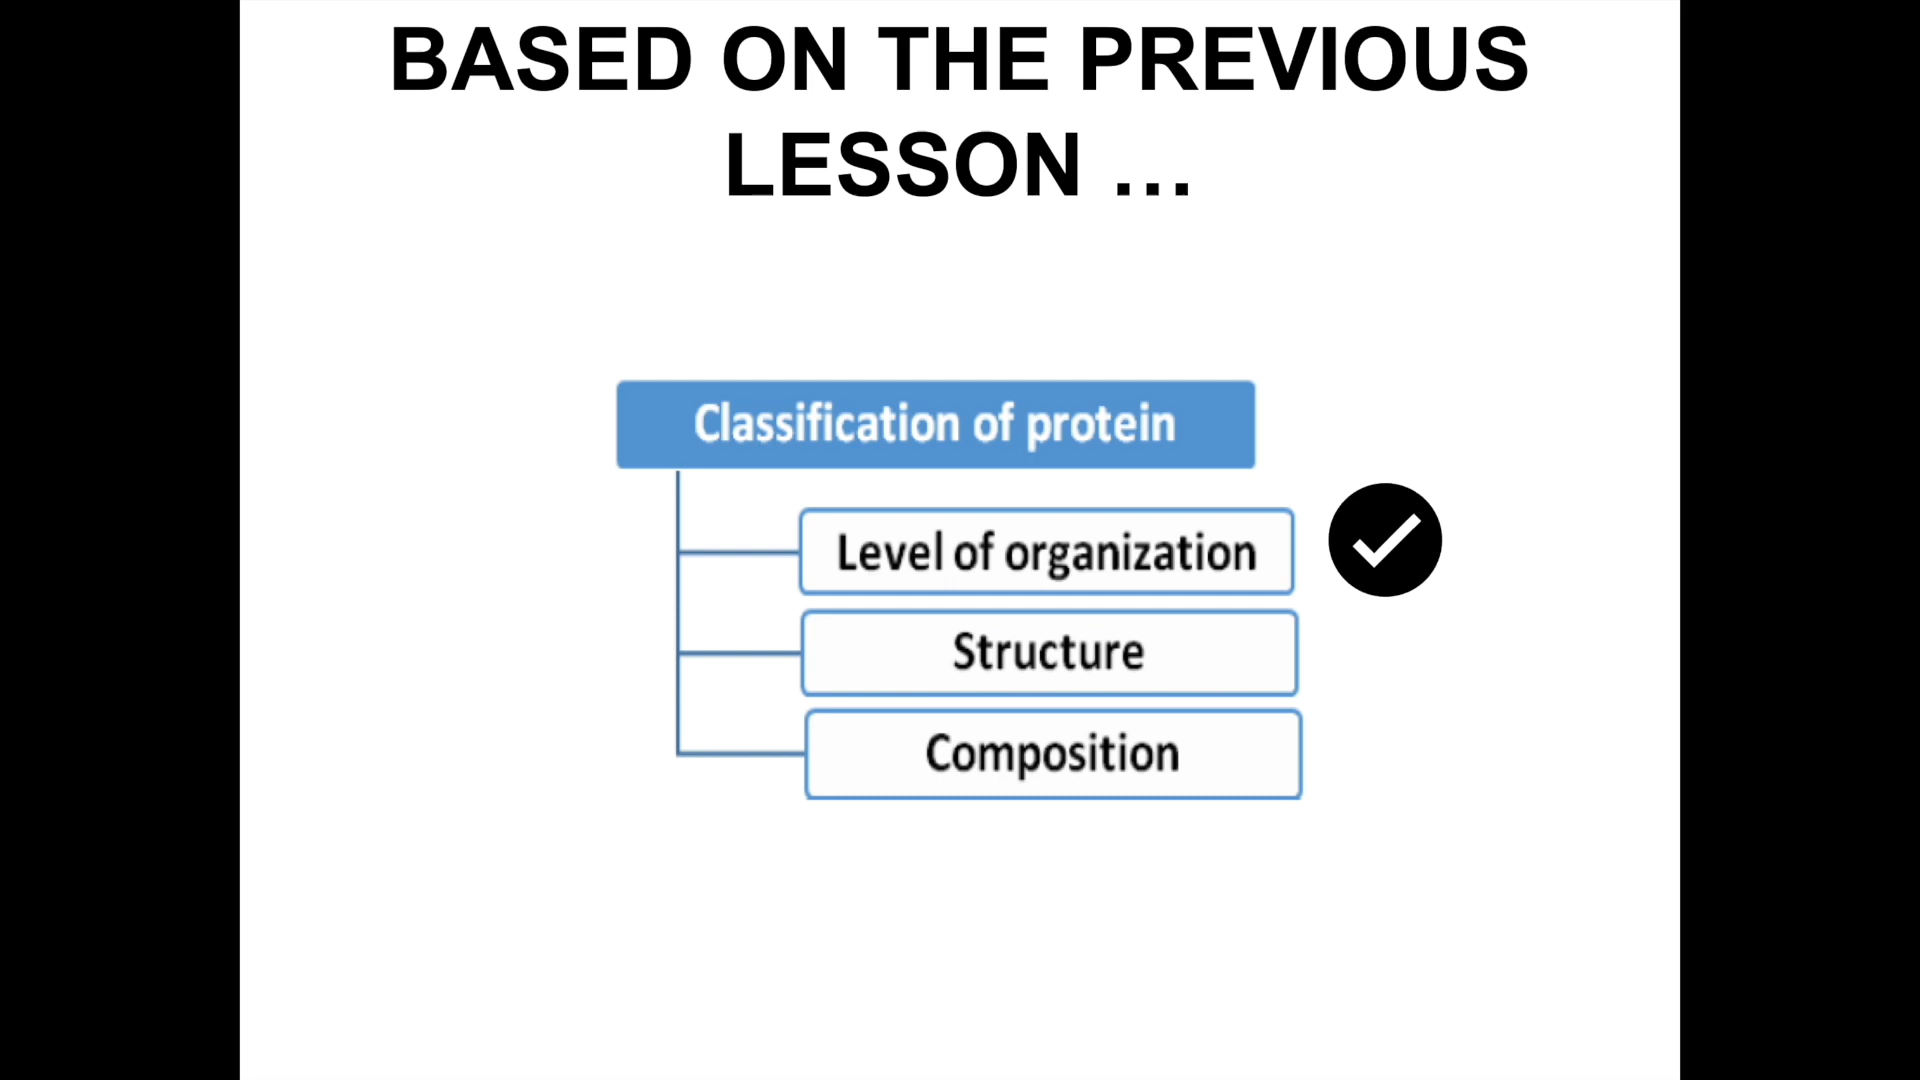 BASED ON THE PREVIOUS
LESSON ...
Classification of protein
Level of organization
Structure
Composition